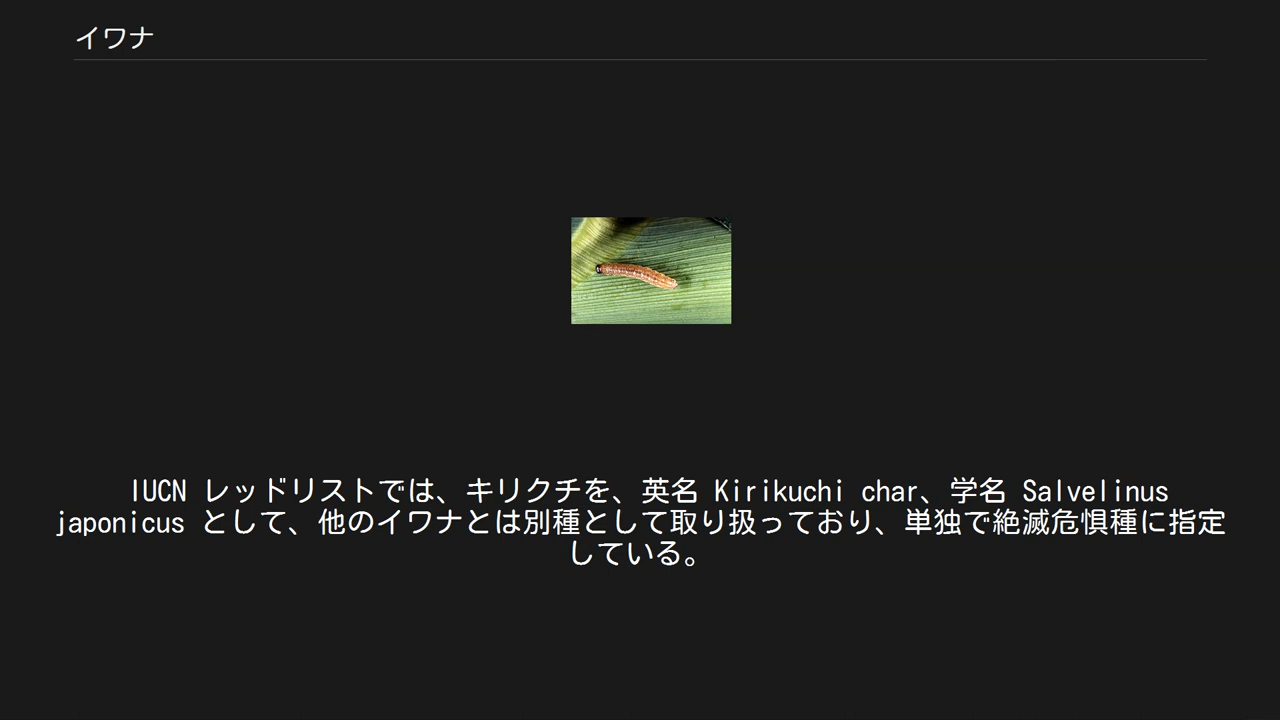 イワナ
IUCN レッドリストでは、キリクチを、英名 Kirikuchi char、学名 Salvelinus
japonicus として、他のイワナとは別種として取り扱っており、単独で絶滅危惧種に指定
している。